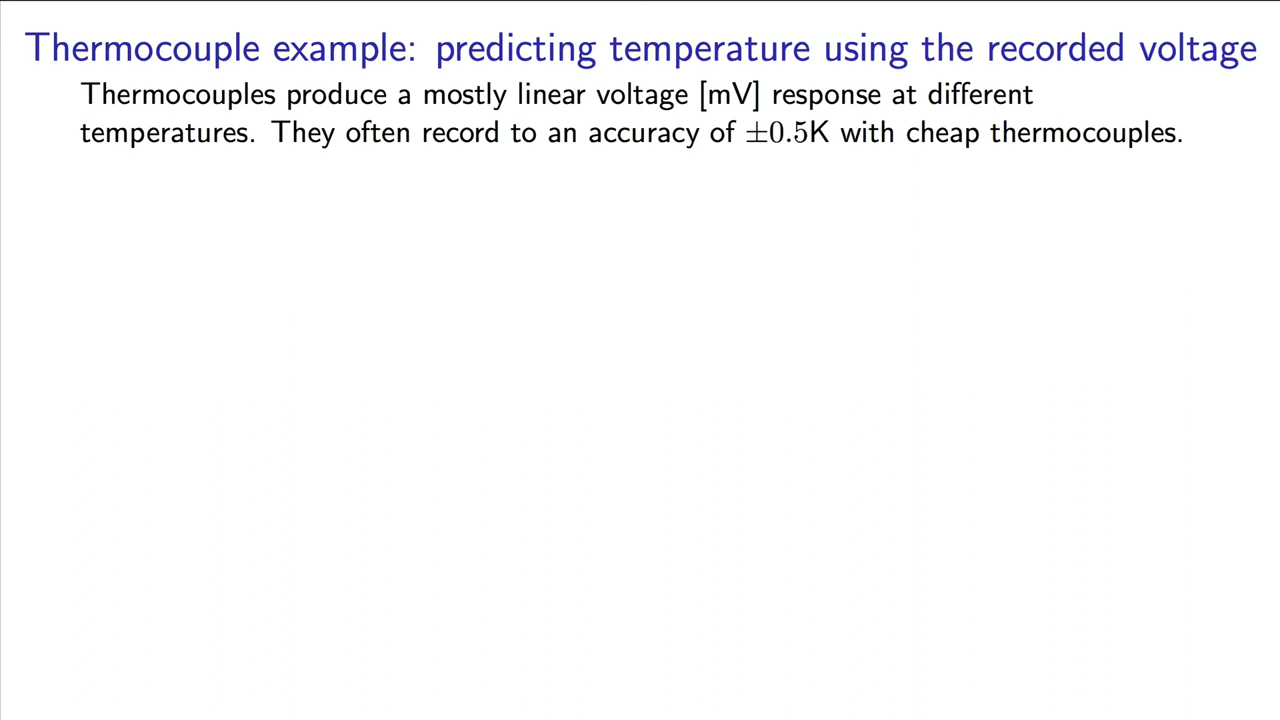 Thermocouple example: predicting temperature using the recorded voltage
Thermocouples produce a mostly linear voltage [mV] response at different
temperatures. They often record to an accuracy of ±0.5K with cheap thermocouples.